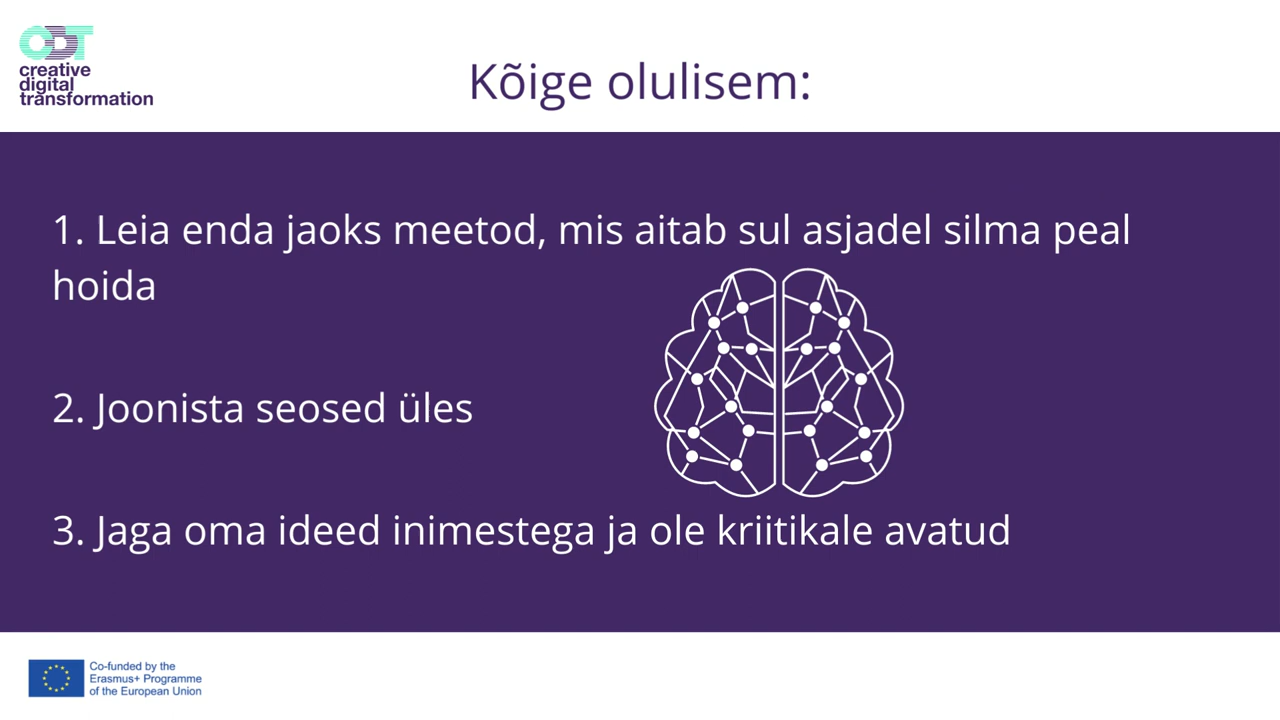 CDT
creative
digital
transformation
Kõige olulisem:
1. Leia enda jaoks meetod, mis aitab sul asjadel silma peal
hoida
2. Joonista seosed üles
3. Jaga oma ideed inimestega ja ole kriitikale avatud
Co-funded by the
Erasmus+ Programme
of the European Union